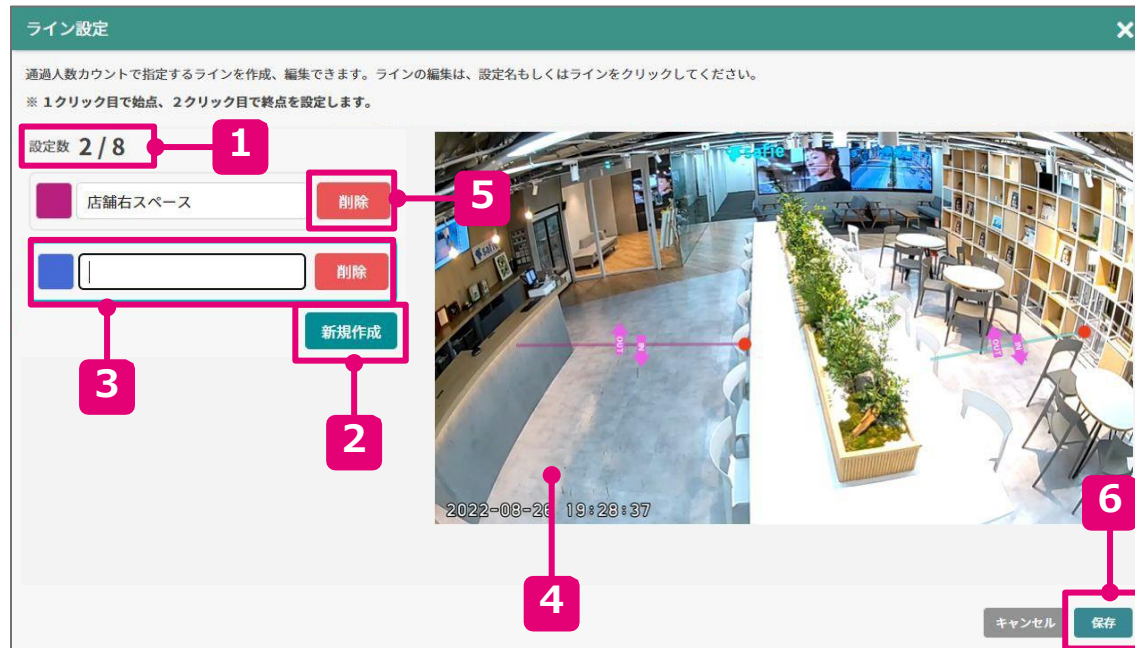 ライン設定
通過人数カウントで指定するラインを作成、編集できます。ラインの編集は、設定名もしくはラインをクリックしてください。
※ 1クリック目で始点、2クリック目で終点を設定します。
設定数 2 / 8
1
店舗右スペース
削除
5
削除
3
新規作成
2
safie
safie
OUT
IN
OUT
IN
2022-08-26 19:28:37
4
6
キャンセル
保存